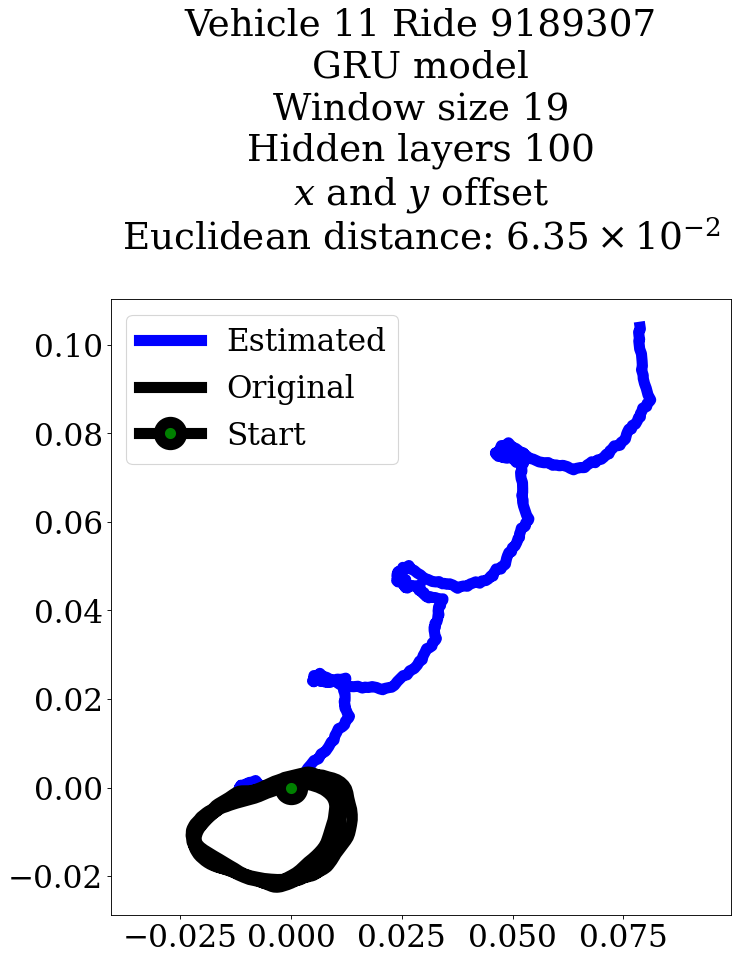 Vehicle 11 Ride 9189307
GRU model
Window size 19
Hidden layers 100
x and y offset
Euclidean distance: 6.35 × 10⁻²
Estimated
Original
Start
0.10
0.08
0.06
0.04
0.02
0.00
−0.02
−0.025 0.000 0.025 0.050 0.075